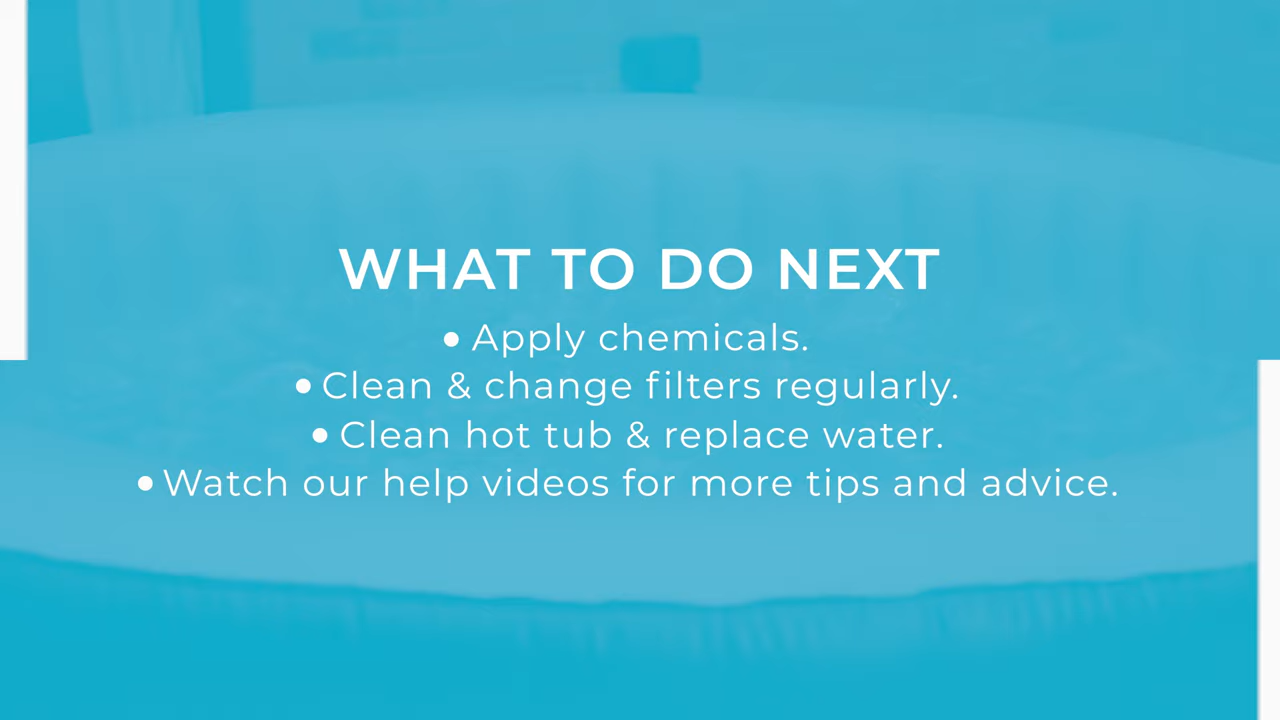 WHAT TO DO NEXT
• Apply chemicals.
• Clean & change filters regularly.
• Clean hot tub & replace water.
• Watch our help videos for more tips and advice.